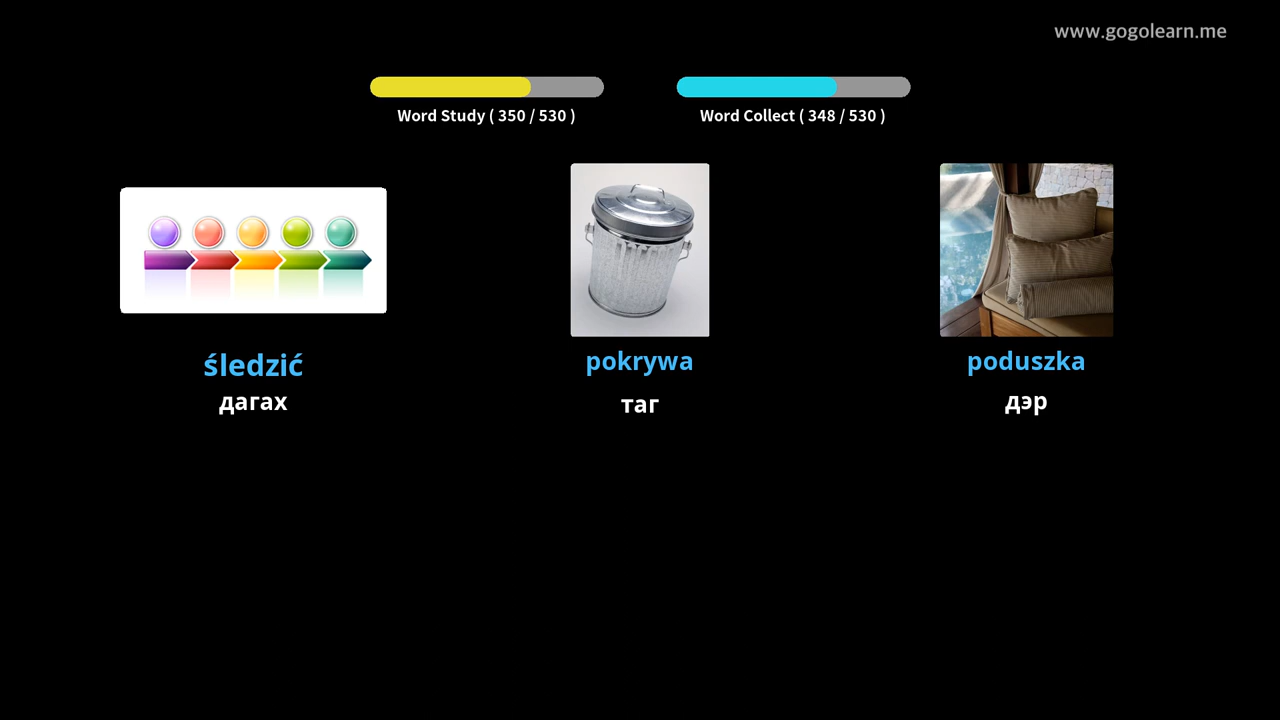 www.gogolearn.me
Word Study ( 350 / 530 )
Word Collect ( 348 / 530 )
śledzić
pokrywa
poduszka
дагах
таг
дэр